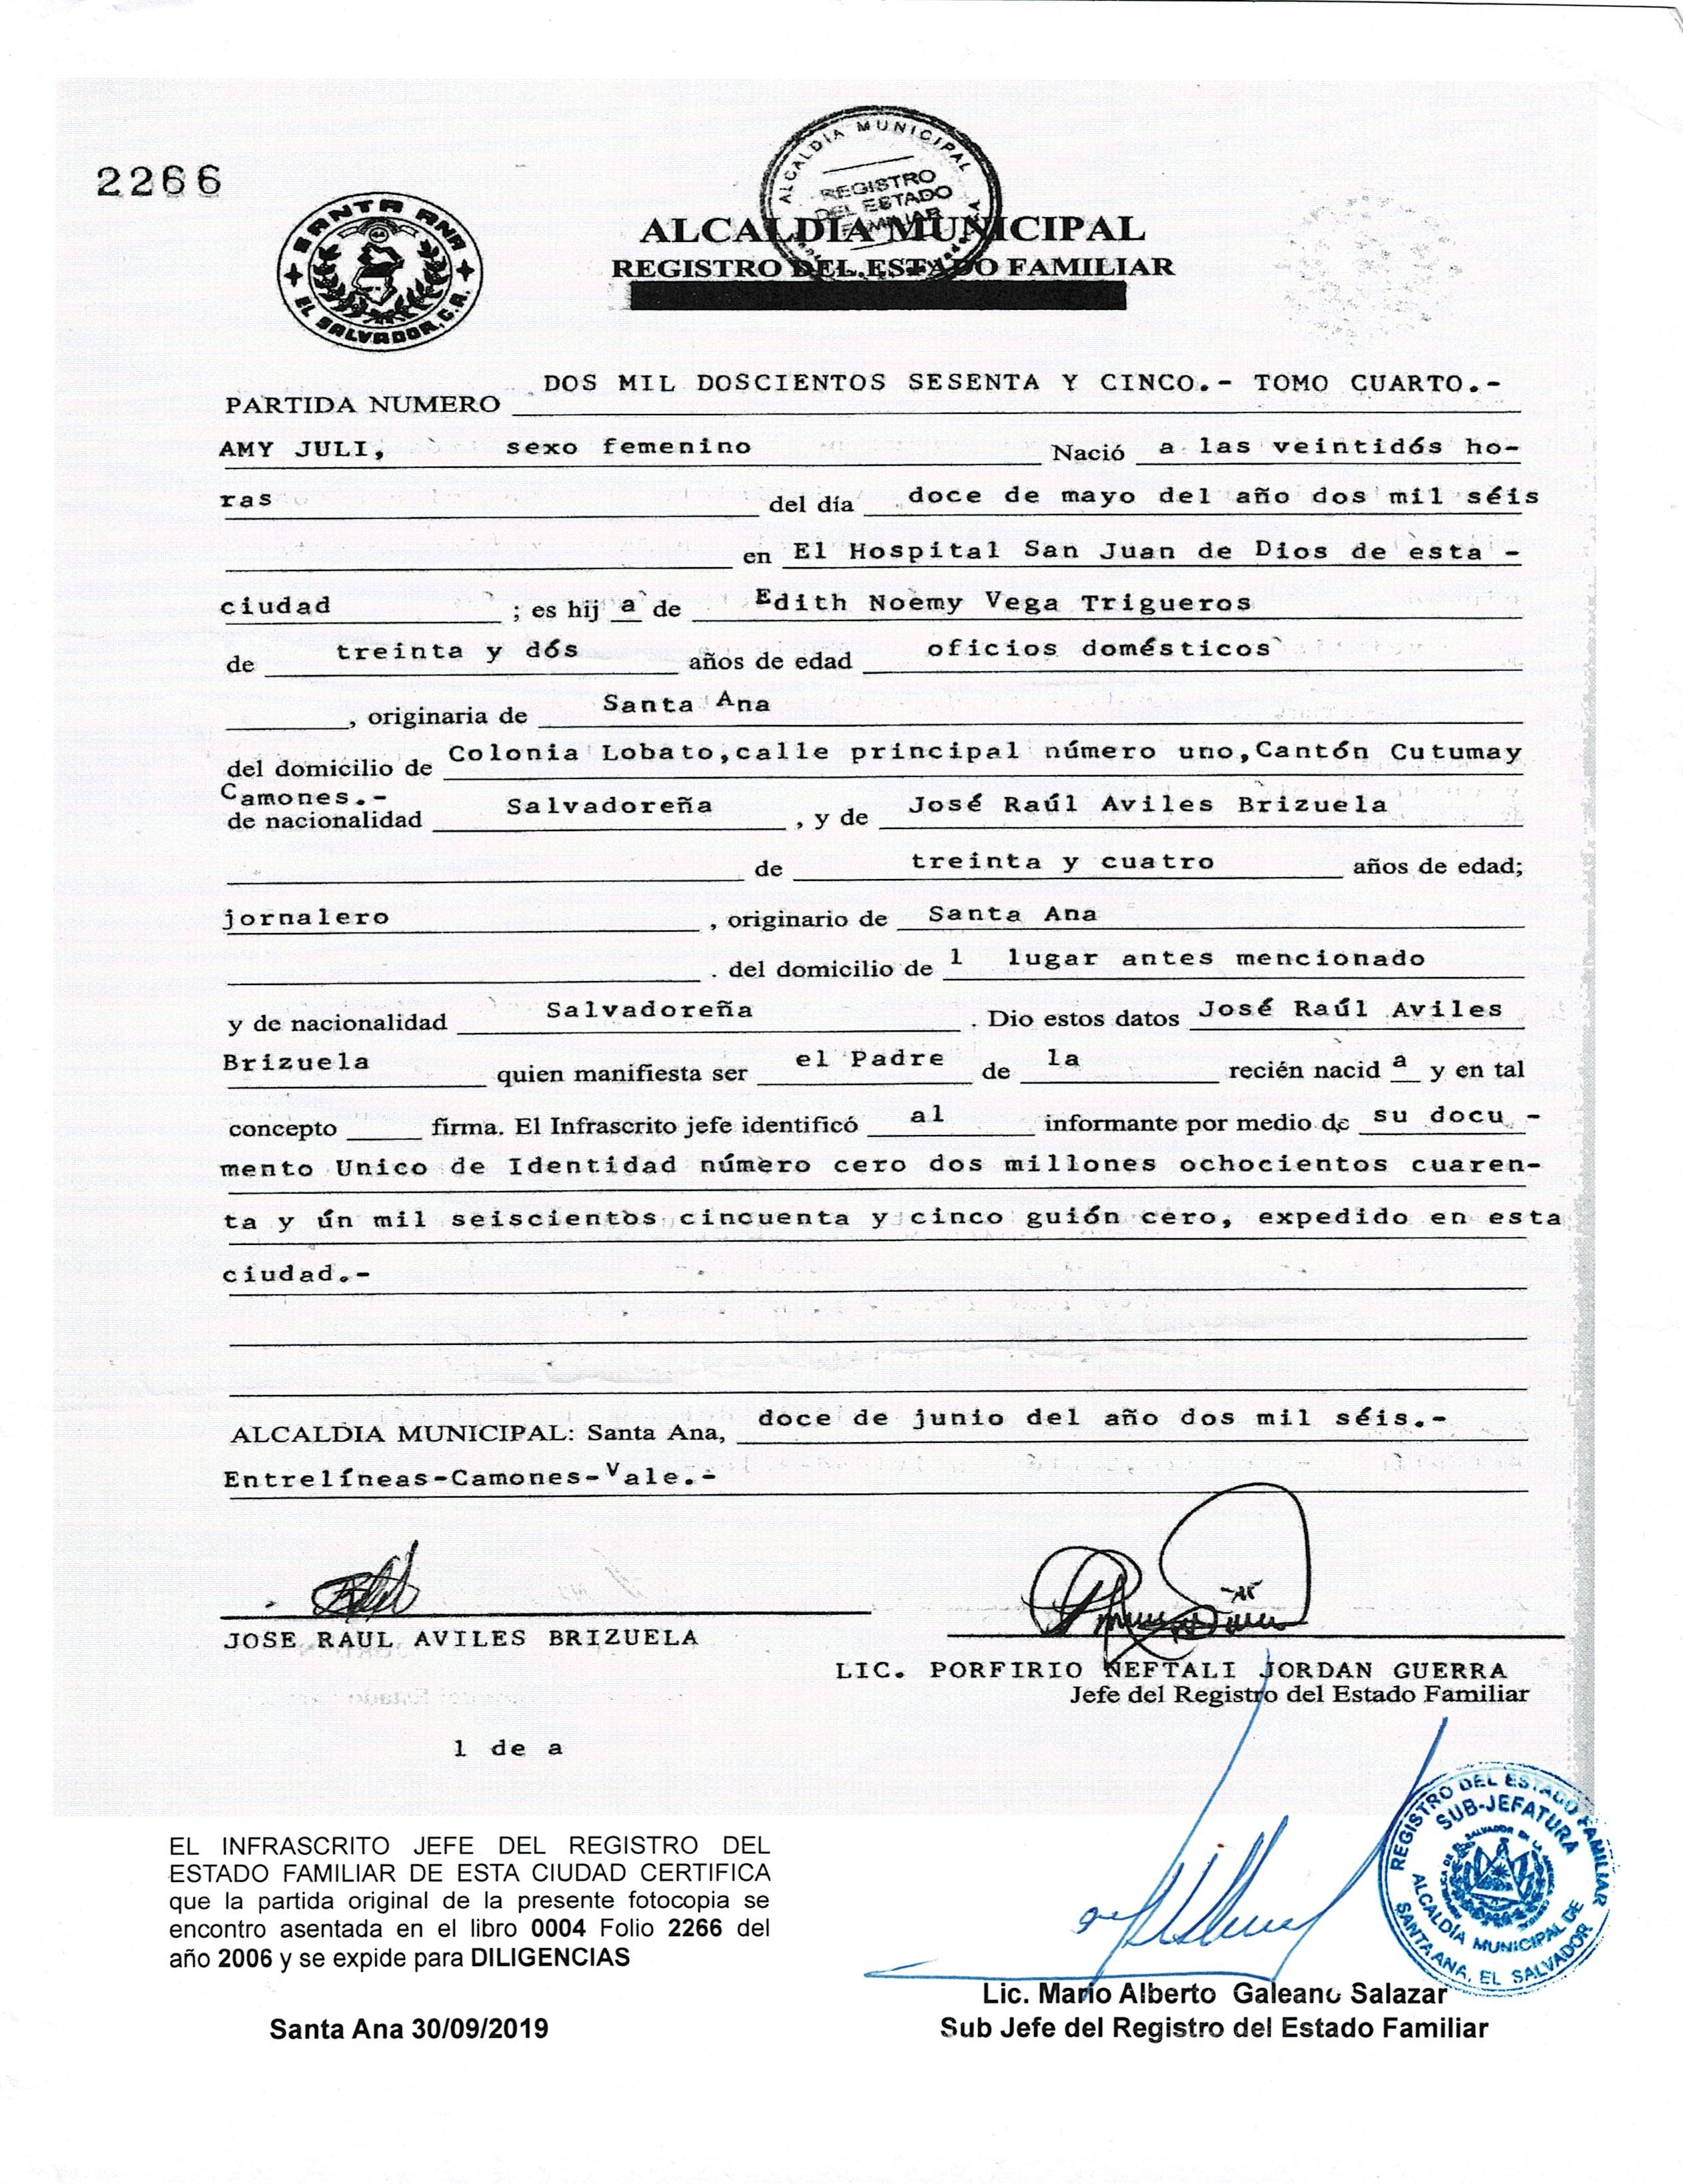 2266
SANTA ANA
EL SALVADOR, C.A.
ALCALDIA MUNICIPAL
REGISTRO
DEL ESTADO
FAMILIAR
ALCALDIA MUNICIPAL
REGISTRO DEL ESTADO FAMILIAR
PARTIDA NUMERO DOS MIL DOSCIENTOS SESENTA Y CINCO.- TOMO CUARTO.-
AMY JULI, sexo femenino Nació a las veintidós ho-
ras del día doce de mayo del año dos mil séis
en El Hospital San Juan de Dios de esta -
ciudad ; es hij a de Edith Noemy Vega Trigueros
de treinta y dós años de edad oficios domésticos
, originaria de Santa Ana
del domicilio de Colonia Lobato,calle principal número uno,Cantón Cutumay
Camones.-
de nacionalidad Salvadoreña , y de José Raúl Aviles Brizuela
de treinta y cuatro años de edad;
jornalero , originario de Santa Ana
. del domicilio de l lugar antes mencionado
y de nacionalidad Salvadoreña . Dio estos datos José Raúl Aviles
Brizuela quien manifiesta ser el Padre de la recién nacid a y en tal
concepto firma. El Infrascrito jefe identificó al informante por medio de su docu -
mento Unico de Identidad número cero dos millones ochocientos cuaren-
ta y ún mil seiscientos cincuenta y cinco guión cero, expedido en esta
ciudad.-
ALCALDIA MUNICIPAL: Santa Ana, doce de junio del año dos mil séis.-
Entrelíneas-Camones-Vale.-
JOSE RAUL AVILES BRIZUELA
LIC. PORFIRIO NEFTALI JORDAN GUERRA
Jefe del Registro del Estado Familiar
1 de a
EL INFRASCRITO JEFE DEL REGISTRO DEL
ESTADO FAMILIAR DE ESTA CIUDAD CERTIFICA
que la partida original de la presente fotocopia se
encontro asentada en el libro 0004 Folio 2266 del
año 2006 y se expide para DILIGENCIAS
Santa Ana 30/09/2019
REGISTRO DEL ESTADO FAMILIAR
SUB-JEFATURA
ALCALDÍA MUNICIPAL DE
SANTA ANA, EL SALVADOR
Lic. Mario Alberto Galeano Salazar
Sub Jefe del Registro del Estado Familiar